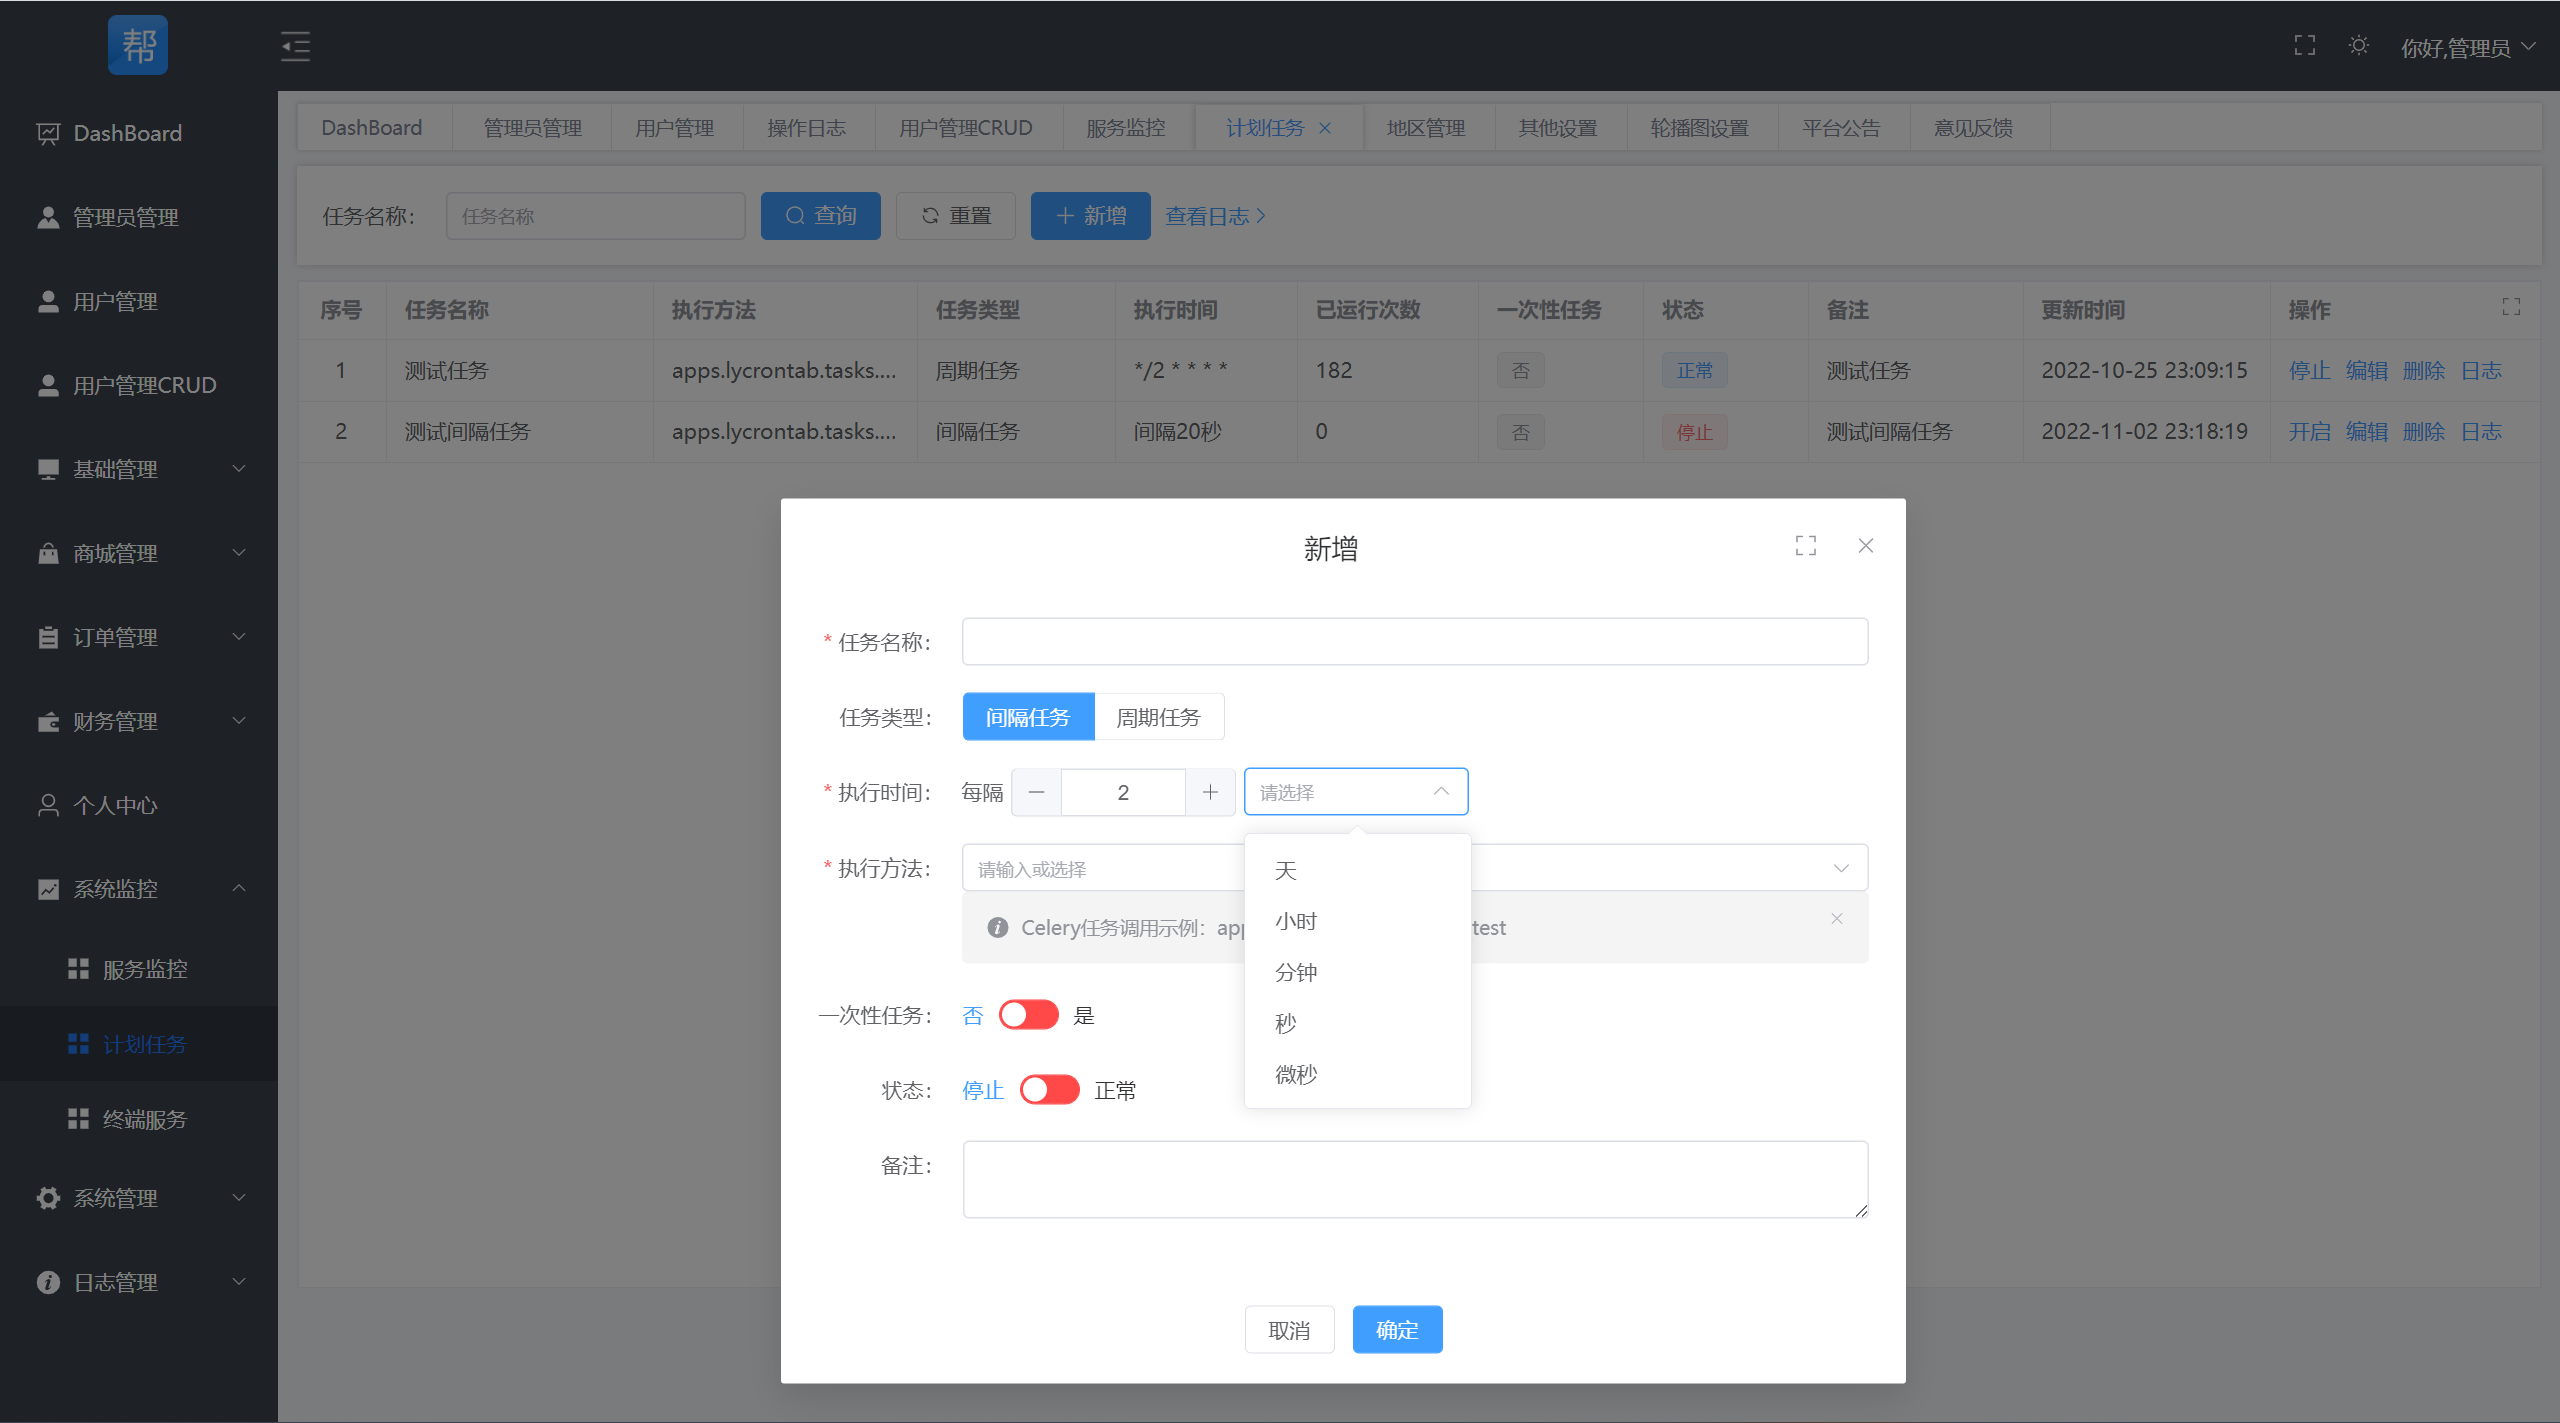 帮
你好,管理员
DashBoard
管理员管理
用户管理
用户管理CRUD
基础管理
商城管理
订单管理
财务管理
个人中心
系统监控
服务监控
计划任务
终端服务
系统管理
日志管理
DashBoard 管理员管理 用户管理 操作日志 用户管理CRUD 服务监控 计划任务 地区管理 其他设置 轮播图设置 平台公告 意见反馈
任务名称: 任务名称 查询 重置 新增 查看日志
序号 任务名称 执行方法 任务类型 执行时间 已运行次数 一次性任务 状态 备注 更新时间 操作
1 测试任务 apps.lycrontab.tasks.... 周期任务 */2 * * * * 182 否 正常 测试任务 2022-10-25 23:09:15 停止 编辑 删除 日志
2 测试间隔任务 apps.lycrontab.tasks.... 间隔任务 间隔20秒 0 否 停止 测试间隔任务 2022-11-02 23:18:19 开启 编辑 删除 日志
新增
* 任务名称:
任务类型: 间隔任务 周期任务
* 执行时间: 每隔 2 请选择
天
小时
分钟
秒
微秒
* 执行方法: 请输入或选择
Celery任务调用示例: test
一次性任务: 否 是
状态: 停止 正常
备注:
取消 确定